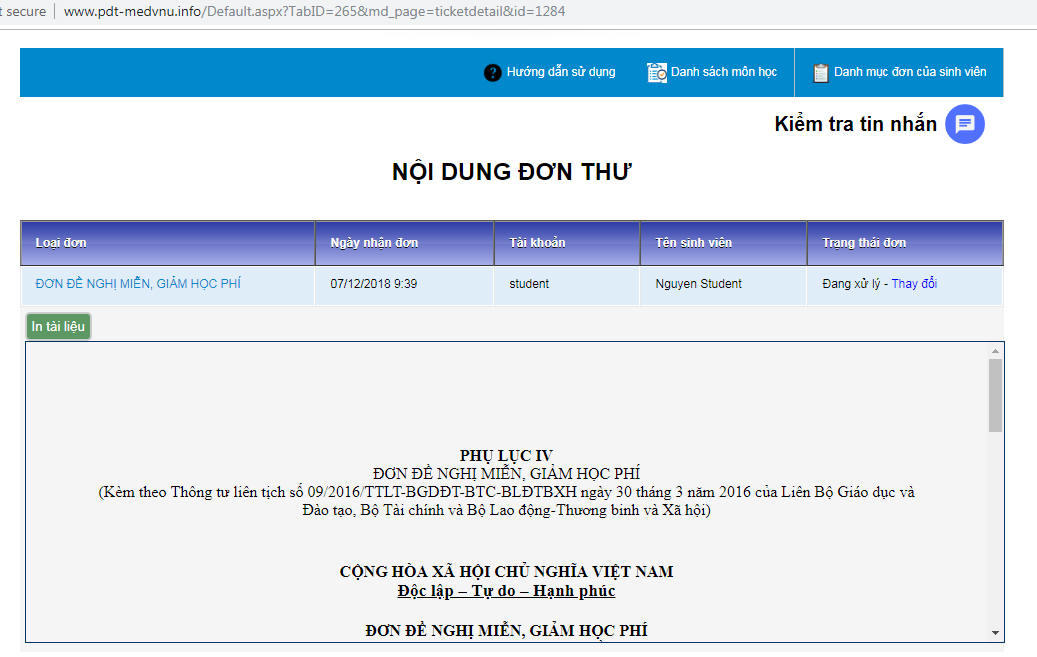 t secure | www.pdt-medvnu.info/Default.aspx?TabID=265&md_page=ticketdetail&id=1284
Hướng dẫn sử dụng Danh sách môn học Danh mục đơn của sinh viên
Kiểm tra tin nhắn
NỘI DUNG ĐƠN THƯ
Loại đơn Ngày nhận đơn Tài khoản Tên sinh viên Trạng thái đơn
ĐƠN ĐỀ NGHỊ MIỄN, GIẢM HỌC PHÍ 07/12/2018 9:39 student Nguyen Student Đang xử lý - Thay đổi
In tài liệu
PHỤ LỤC IV
ĐƠN ĐỀ NGHỊ MIỄN, GIẢM HỌC PHÍ
(Kèm theo Thông tư liên tịch số 09/2016/TTLT-BGDĐT-BTC-BLĐTBXH ngày 30 tháng 3 năm 2016 của Liên Bộ Giáo dục và
Đào tạo, Bộ Tài chính và Bộ Lao động-Thương binh và Xã hội)
CỘNG HÒA XÃ HỘI CHỦ NGHĨA VIỆT NAM
Độc lập – Tự do – Hạnh phúc
ĐƠN ĐỀ NGHỊ MIỄN, GIẢM HỌC PHÍ